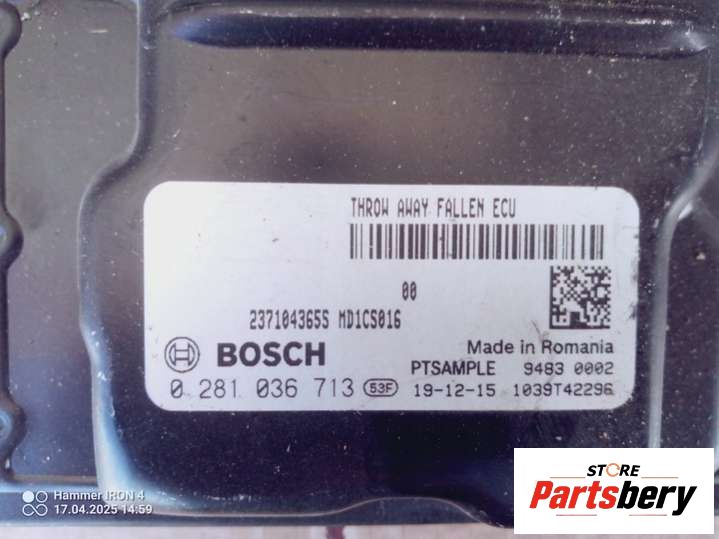 THROW AWAY FALLEN ECU
00
237104365S MD1CS016
BOSCH
Made in Romania
PTSAMPLE 9483 0002
0 281 036 713 53F 19-12-15 1039T42296
STORE
Partsbery
Hammer IRON 4
17.04.2025 14:59